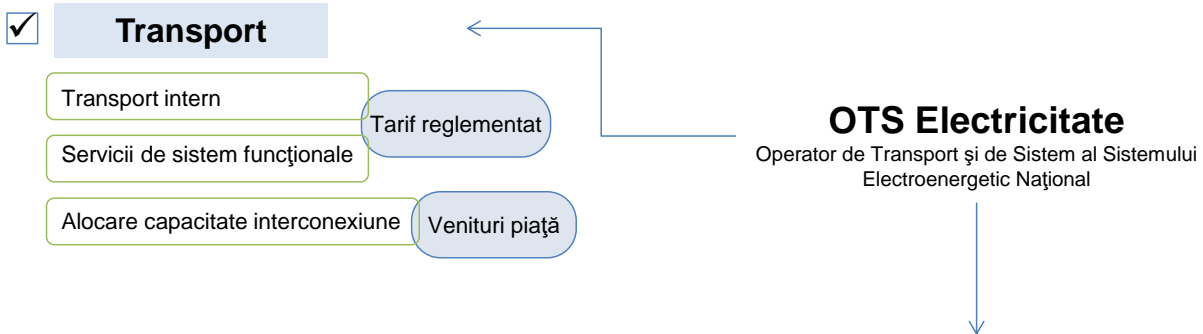 Transport
Transport intern
Servicii de sistem funcţionale
Tarif reglementat
Alocare capacitate interconexiune
Venituri piaţă
OTS Electricitate
Operator de Transport şi de Sistem al Sistemului
Electroenergetic Naţional